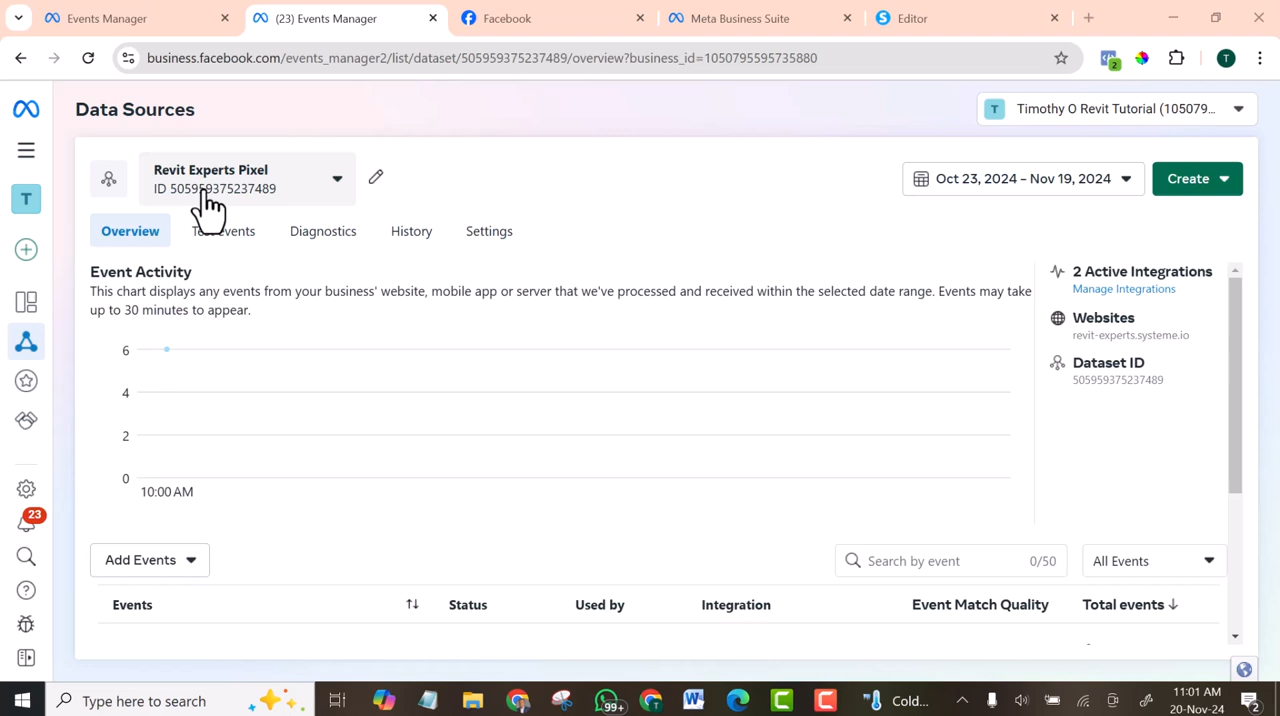 Events Manager
(23) Events Manager
Facebook
Meta Business Suite
S
Editor
business.facebook.com/events_manager2/list/dataset/505959375237489/overview?business_id=1050795595735880
2
T
Data Sources
T Timothy O Revit Tutorial (105079...
Revit Experts Pixel
ID 505959375237489
Oct 23, 2024 – Nov 19, 2024
Create
T
Overview
Test Events
Diagnostics
History
Settings
Event Activity
This chart displays any events from your business' website, mobile app or server that we've processed and received within the selected date range. Events may take
up to 30 minutes to appear.
6
4
2
0
10:00 AM
2 Active Integrations
Manage Integrations
Websites
revit-experts.systeme.io
Dataset ID
505959375237489
23
Add Events
Search by event
0/50
All Events
Events
Status
Used by
Integration
Event Match Quality
Total events
-
Type here to search
99+
W
Cold...
11:01 AM
20-Nov-24
2